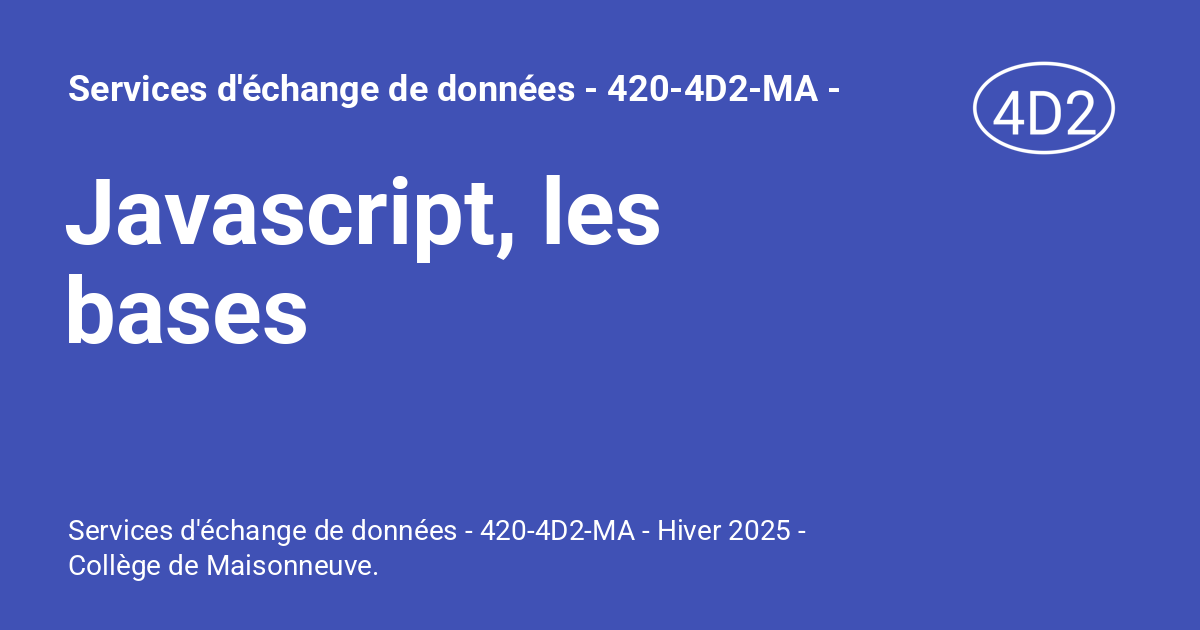 Services d'échange de données - 420-4D2-MA -
4D2
Javascript, les
bases
Services d'échange de données - 420-4D2-MA - Hiver 2025 -
Collège de Maisonneuve.